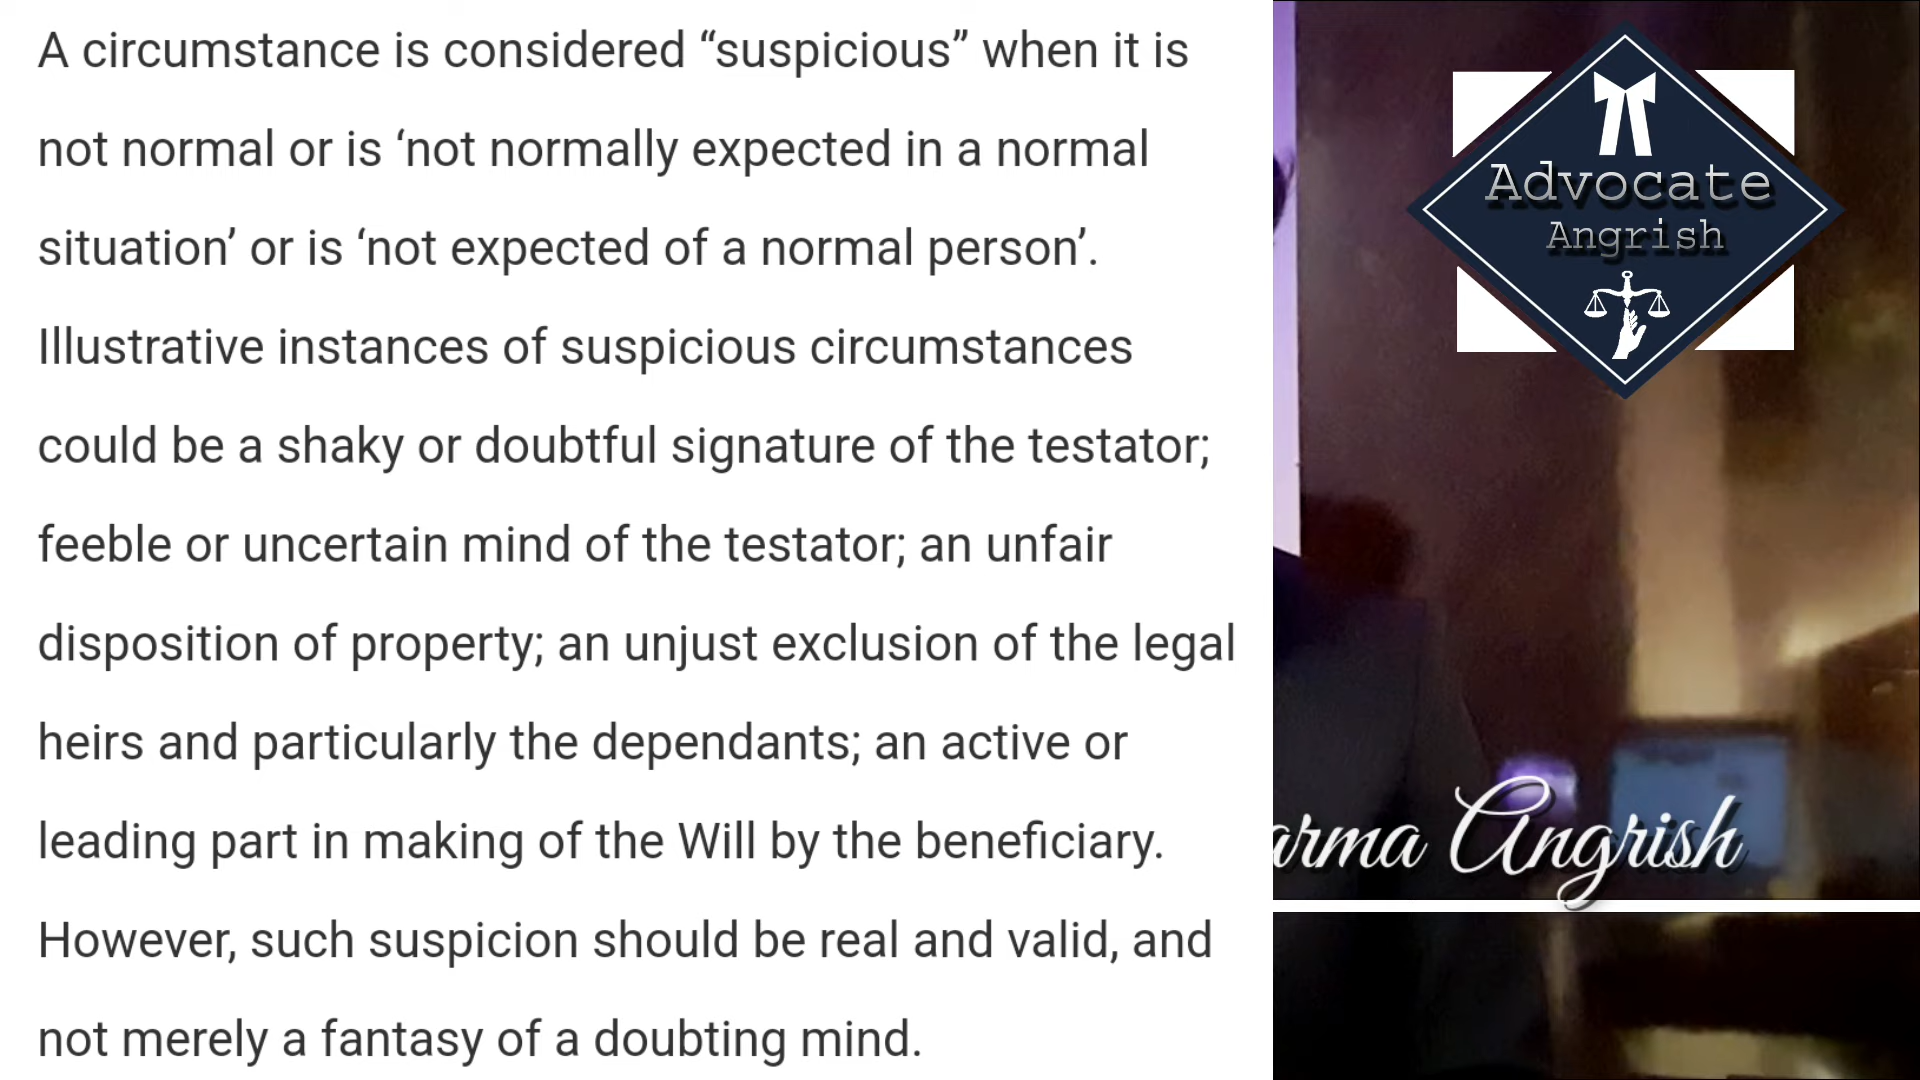 A circumstance is considered “suspicious” when it is
not normal or is ‘not normally expected in a normal
situation’ or is ‘not expected of a normal person’.
Illustrative instances of suspicious circumstances
could be a shaky or doubtful signature of the testator;
feeble or uncertain mind of the testator; an unfair
disposition of property; an unjust exclusion of the legal
heirs and particularly the dependants; an active or
leading part in making of the Will by the beneficiary.
However, such suspicion should be real and valid, and
not merely a fantasy of a doubting mind.
Advocate
Angrish
arma Angrish